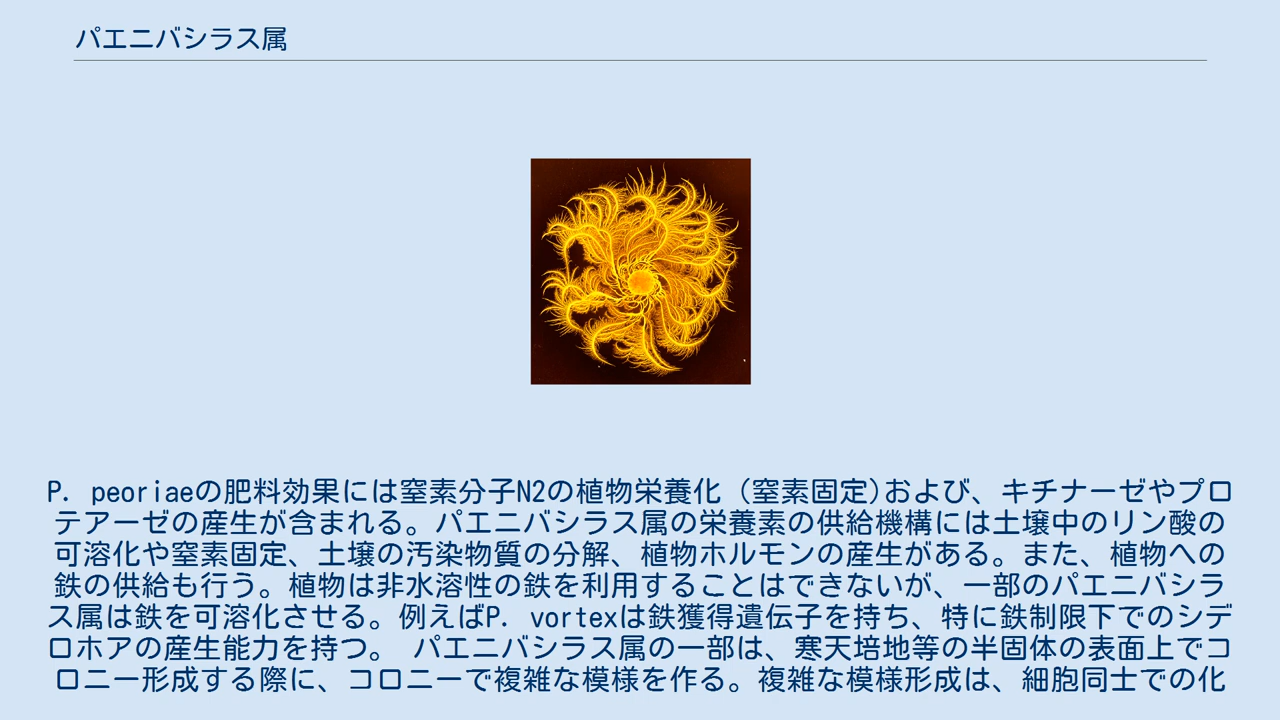 パエニバシラス属
P. peoriaeの肥料効果には窒素分子N2の植物栄養化 (窒素固定)および、キチナーゼやプロ
テアーゼの産生が含まれる。パエニバシラス属の栄養素の供給機構には土壌中のリン酸の
可溶化や窒素固定、土壌の汚染物質の分解、植物ホルモンの産生がある。また、植物への
鉄の供給も行う。植物は非水溶性の鉄を利用することはできないが、一部のパエニバシラ
ス属は鉄を可溶化させる。例えばP. vortexは鉄獲得遺伝子を持ち、特に鉄制限下でのシデ
ロホアの産生能力を持つ。 パエニバシラス属の一部は、寒天培地等の半固体の表面上でコ
ロニー形成する際に、コロニーで複雑な模様を作る。複雑な模様形成は、細胞同士での化